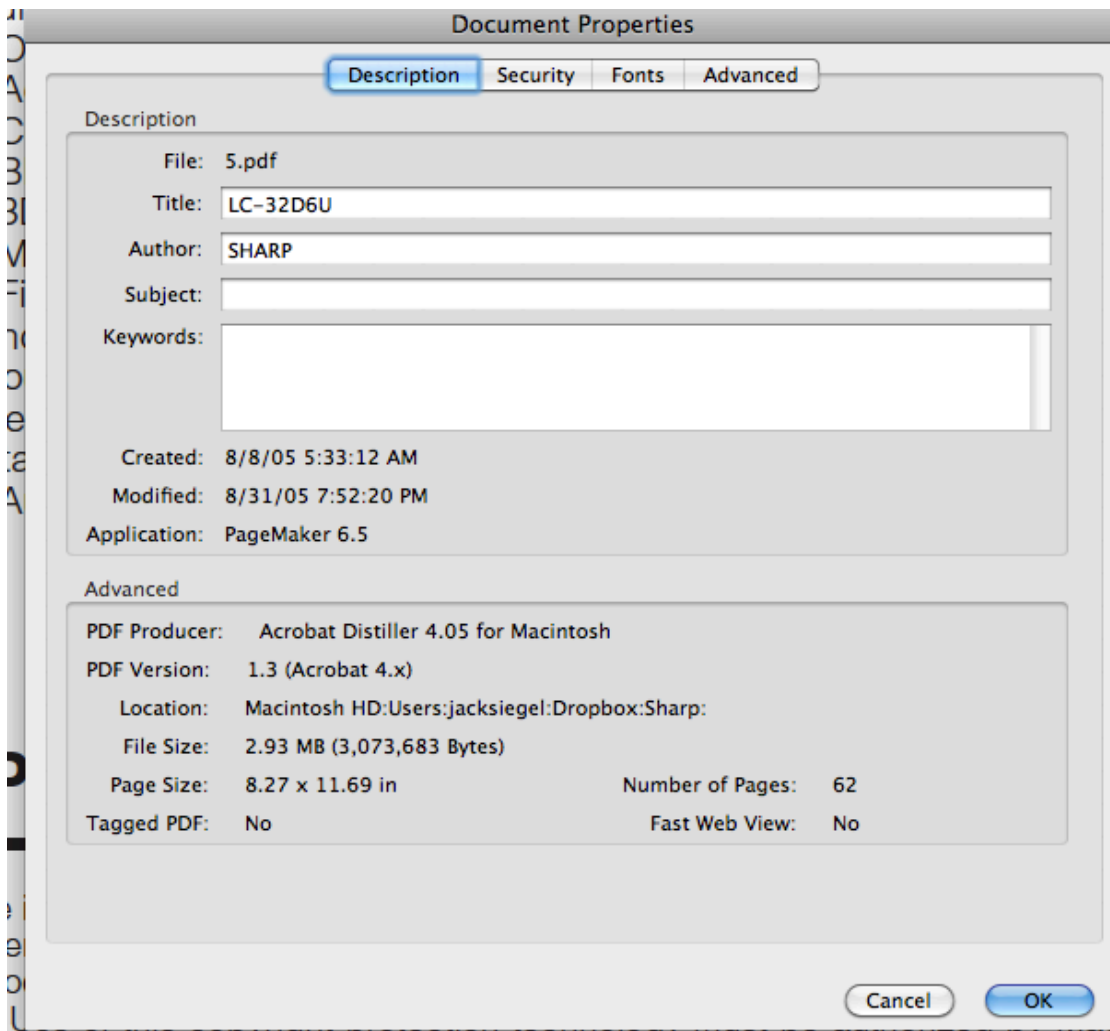 Document Properties
Description Security Fonts Advanced
Description
File: 5.pdf
Title: LC-32D6U
Author: SHARP
Subject:
Keywords:
Created: 8/8/05 5:33:12 AM
Modified: 8/31/05 7:52:20 PM
Application: PageMaker 6.5
Advanced
PDF Producer: Acrobat Distiller 4.05 for Macintosh
PDF Version: 1.3 (Acrobat 4.x)
Location: Macintosh HD:Users:jacksiegel:Dropbox:Sharp:
File Size: 2.93 MB (3,073,683 Bytes)
Page Size: 8.27 x 11.69 in Number of Pages: 62
Tagged PDF: No Fast Web View: No
Cancel OK